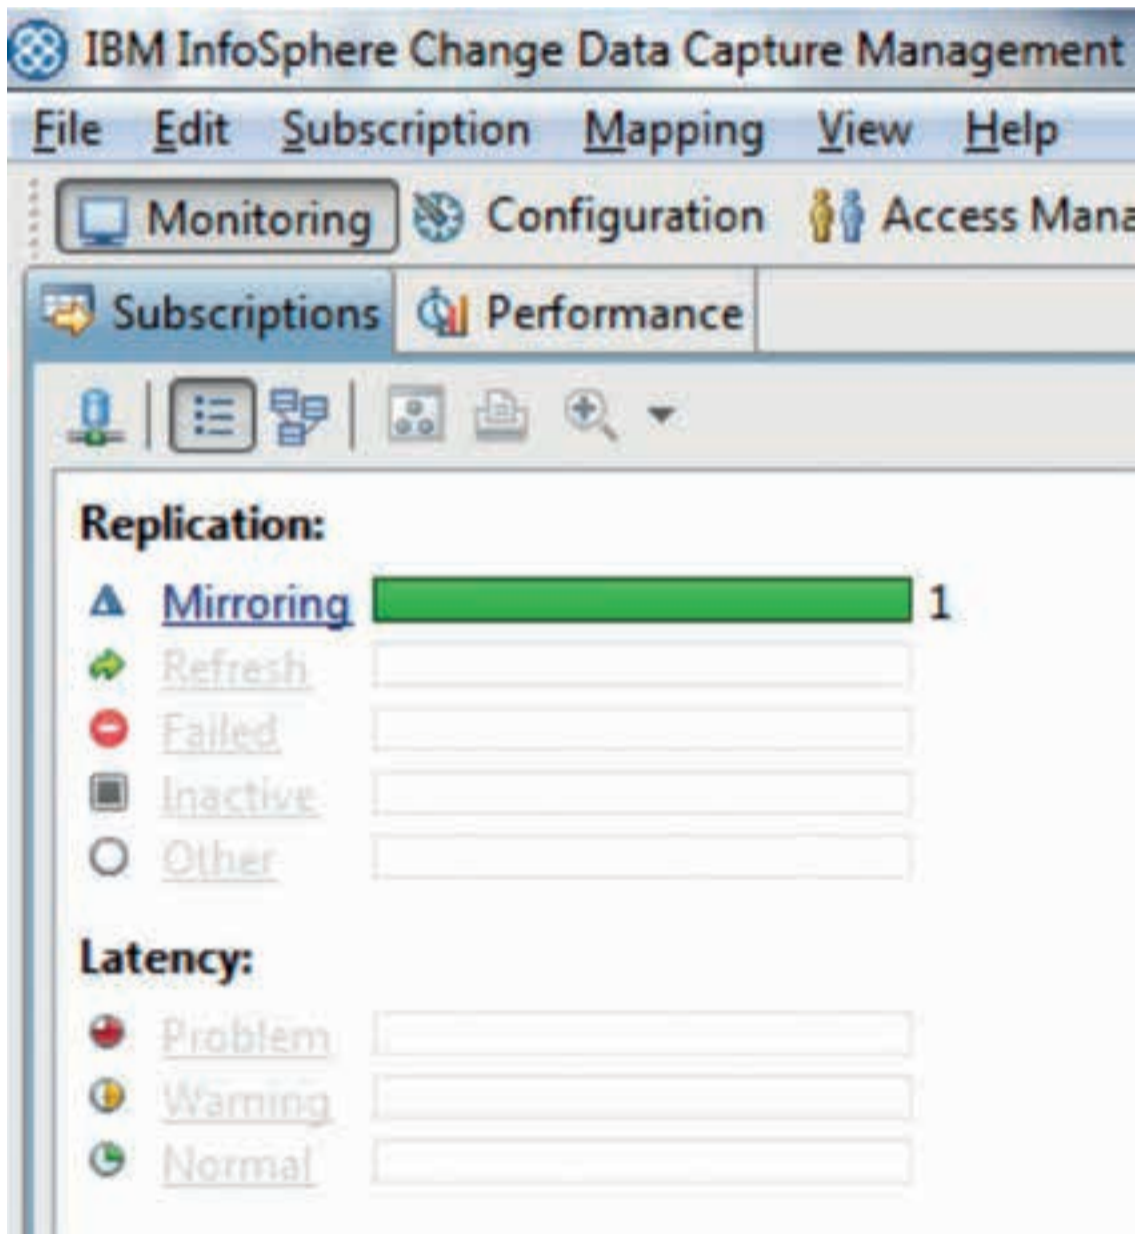 IBM InfoSphere Change Data Capture Management
File Edit Subscription Mapping View Help
Monitoring Configuration Access Mana
Subscriptions Performance
Replication:
Mirroring 1
Refresh
Failed
Inactive
Other
Latency:
Problem
Warning
Normal